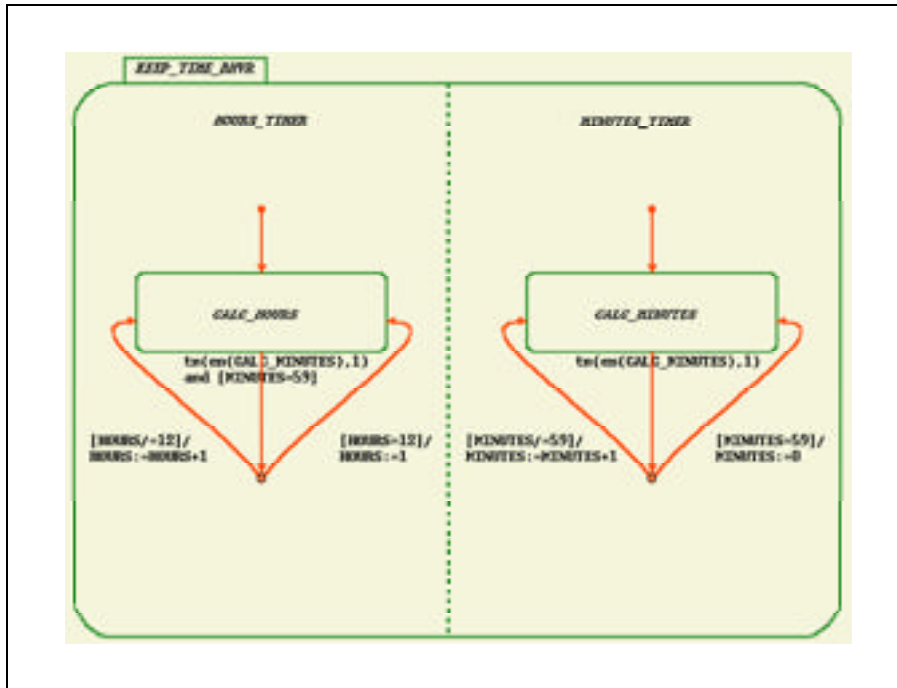 KEEP_TIME_BHVR
HOURS_TIMER
MINUTES_TIMER
CALC_HOURS
CALC_MINUTES
tm(en(CALC_MINUTES),1)
and [MINUTES=59]
tm(en(CALC_MINUTES),1)
[HOURS/=12]/
HOURS:=HOURS+1
[HOURS=12]/
HOURS:=1
[MINUTES/=59]/
MINUTES:=MINUTES+1
[MINUTES=59]/
MINUTES:=0